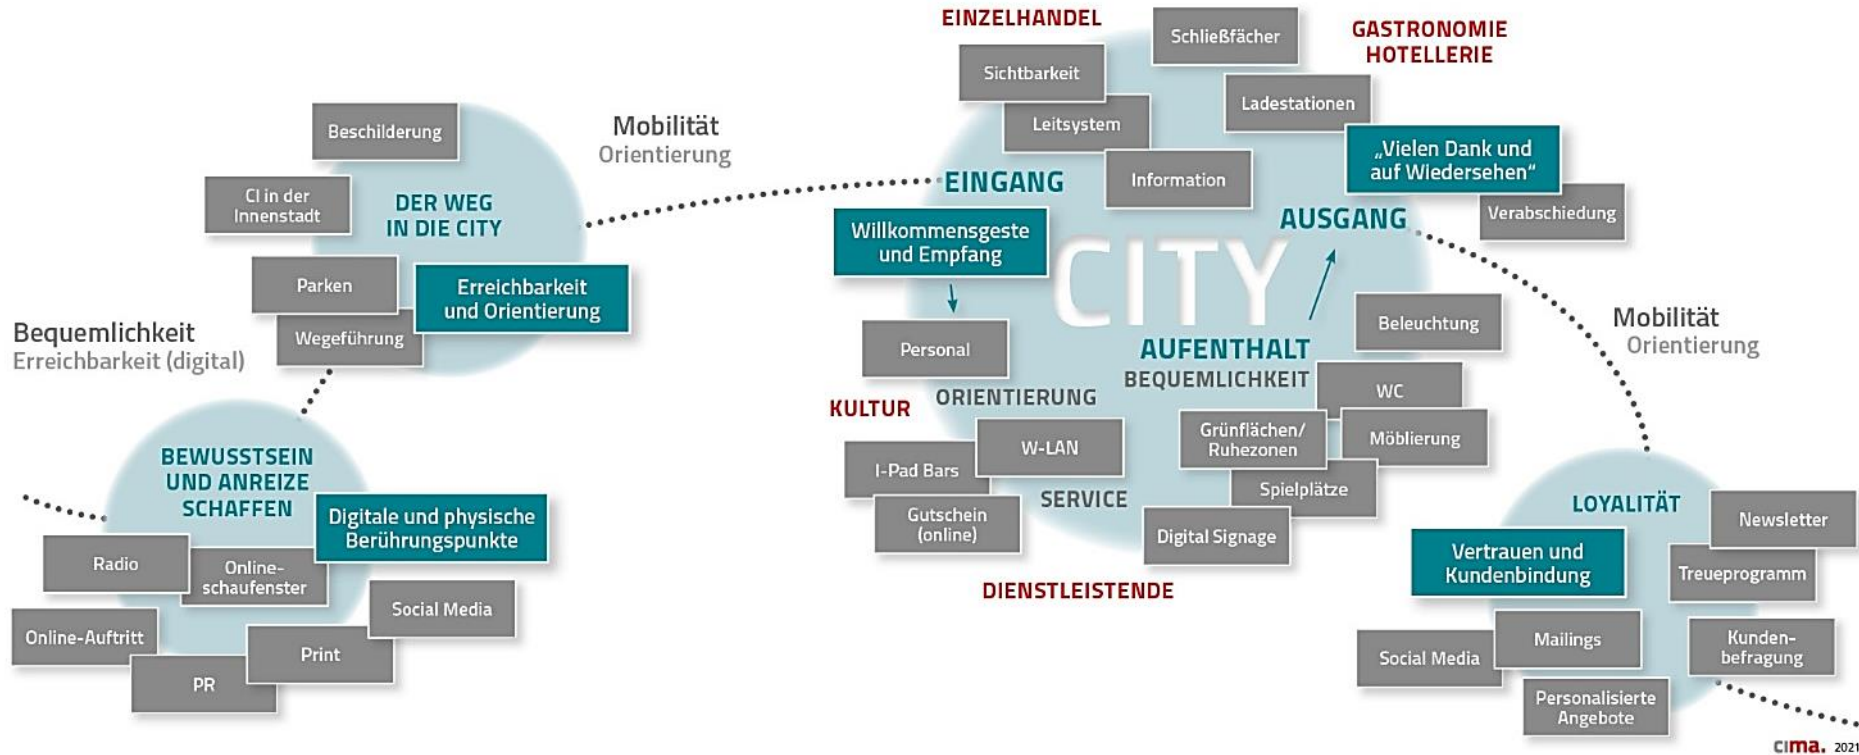 Bequemlichkeit
Erreichbarkeit (digital)
BEWUSSTSEIN
UND ANREIZE
SCHAFFEN
Digitale und physische
Berührungspunkte
Radio
Online-
schaufenster
Social Media
Online-Auftritt
Print
PR
Beschilderung
CI in der
Innenstadt
DER WEG
IN DIE CITY
Parken
Erreichbarkeit
und Orientierung
Wegeführung
Mobilität
Orientierung
EINZELHANDEL
Schließfächer
GASTRONOMIE
HOTELLERIE
Sichtbarkeit
Ladestationen
Leitsystem
„Vielen Dank und
auf Wiedersehen“
Information
EINGANG
Verabschiedung
AUSGANG
Willkommensgeste
und Empfang
CITY
Personal
AUFENTHALT
BEQUEMLICHKEIT
Beleuchtung
WC
KULTUR
ORIENTIERUNG
Grünflächen/
Ruhezonen
Möblierung
W-LAN
I-Pad Bars
SERVICE
Spielplätze
Gutschein
(online)
Digital Signage
DIENSTLEISTENDE
Mobilität
Orientierung
LOYALITÄT
Newsletter
Vertrauen und
Kundenbindung
Treueprogramm
Mailings
Kunden-
befragung
Social Media
Personalisierte
Angebote
cima. 2021